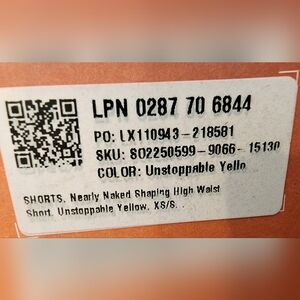 LPN 0287 70 6844
PO: LX110943-218581
SKU: SO2250599-9066-15130
COLOR: Unstoppable Yello
SHORTS, Nearly Naked Shaping High Waist
Short, Unstoppable Yellow, XS/S, .